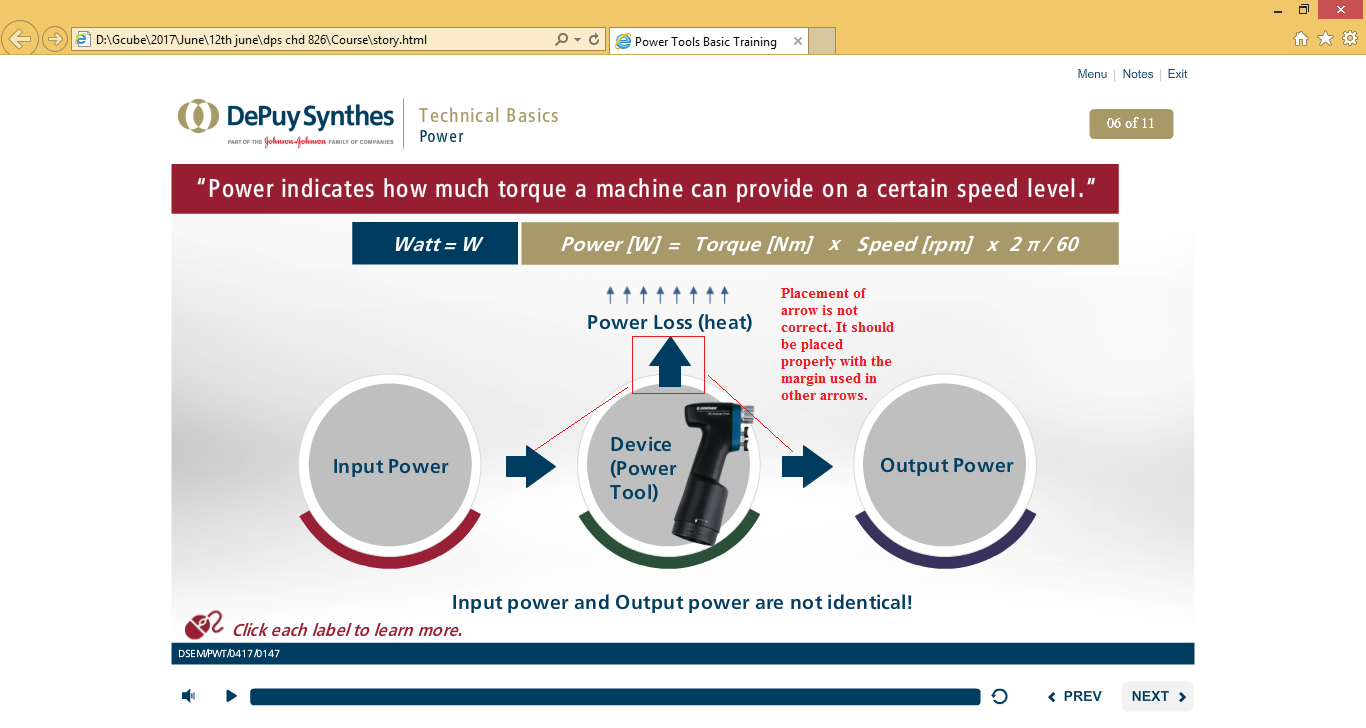 D:\Gcube\2017\June\12th june\dps chd 826\Course\story.html
Power Tools Basic Training
Menu | Notes | Exit
DePuy Synthes
PART OF THE Johnson & Johnson FAMILY OF COMPANIES
Technical Basics
Power
06 of 11
“Power indicates how much torque a machine can provide on a certain speed level.”
Watt = W
Power [W] = Torque [Nm] x Speed [rpm] x 2 π / 60
Power Loss (heat)
Placement of
arrow is not
correct. It should
be placed
properly with the
margin used in
other arrows.
Input Power
Device
(Power
Tool)
Output Power
Input power and Output power are not identical!
Click each label to learn more.
DSEM/PWT/0417/0147
PREV
NEXT